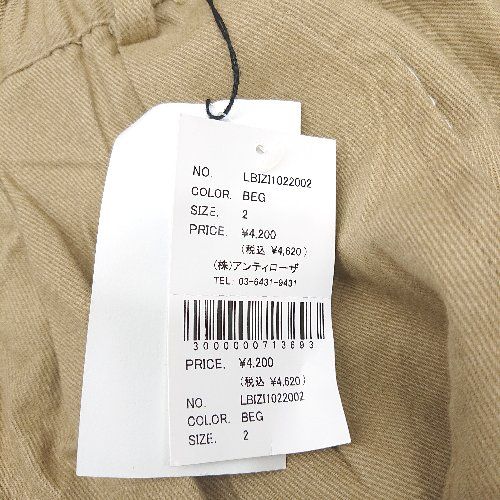 NO. LBIZI1022002
COLOR. BEG
SIZE. 2
PRICE. ¥4,200
(税込 ¥4,620)
(株)アンティローザ
TEL: 03-6431-9431
3000000713693
PRICE. ¥4,200
(税込 ¥4,620)
NO. LBIZI1022002
COLOR. BEG
SIZE. 2